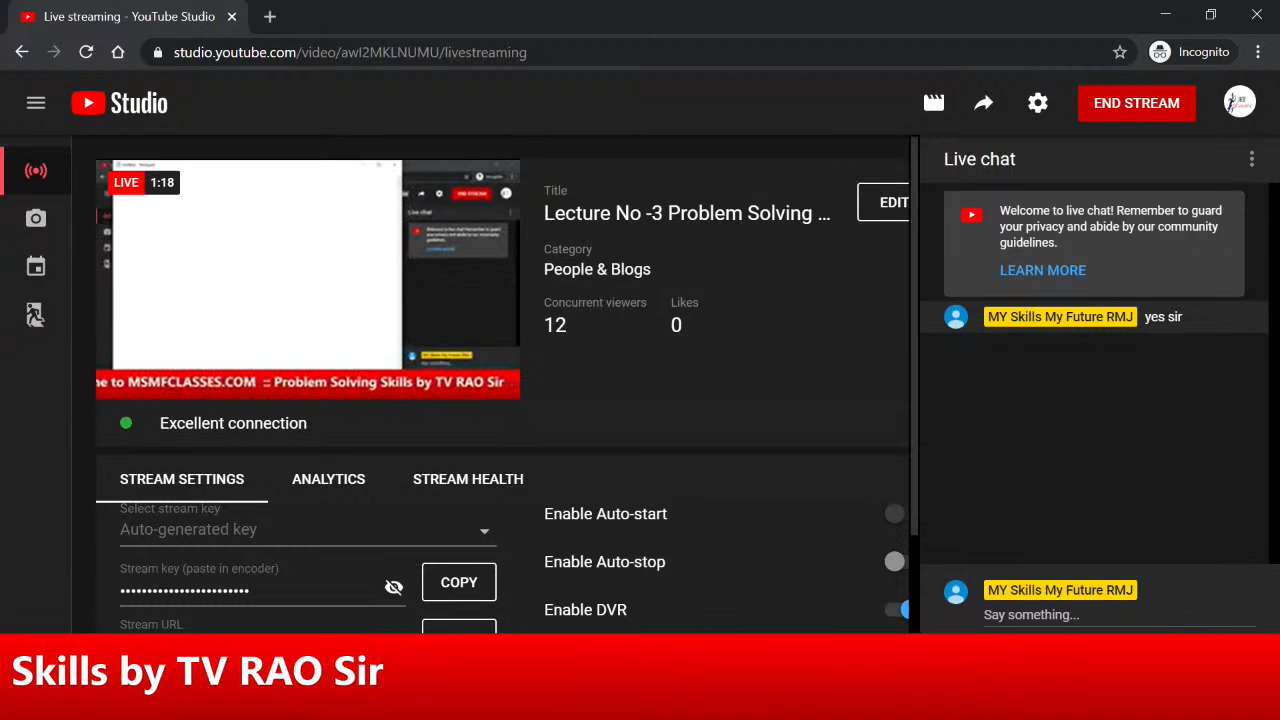 Live streaming - YouTube Studio
studio.youtube.com/video/awI2MKLNUMU/livestreaming
Incognito
Studio
END STREAM
LIVE 1:18
ne to MSMFCLASSES.COM :: Problem Solving Skills by TV RAO Sir
Title
Lecture No -3 Problem Solving ...
EDIT
Category
People & Blogs
Concurrent viewers
Likes
12
0
Excellent connection
STREAM SETTINGS
ANALYTICS
STREAM HEALTH
Select stream key
Auto-generated key
Stream key (paste in encoder)
COPY
Stream URL
Enable Auto-start
Enable Auto-stop
Enable DVR
Live chat
Welcome to live chat! Remember to guard
your privacy and abide by our community
guidelines.
LEARN MORE
MY Skills My Future RMJ yes sir
MY Skills My Future RMJ
Say something...
Skills by TV RAO Sir